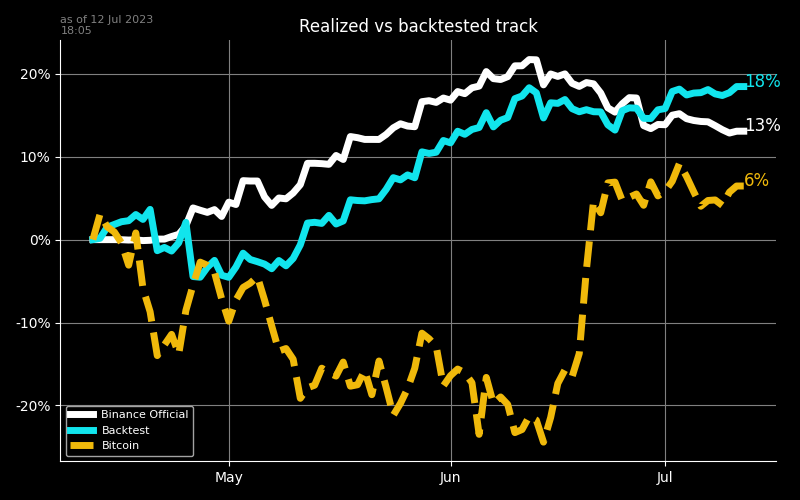 as of 12 Jul 2023
18:05
Realized vs backtested track
20%
10%
0%
-10%
-20%
18%
13%
6%
Binance Official
Backtest
Bitcoin
May
Jun
Jul